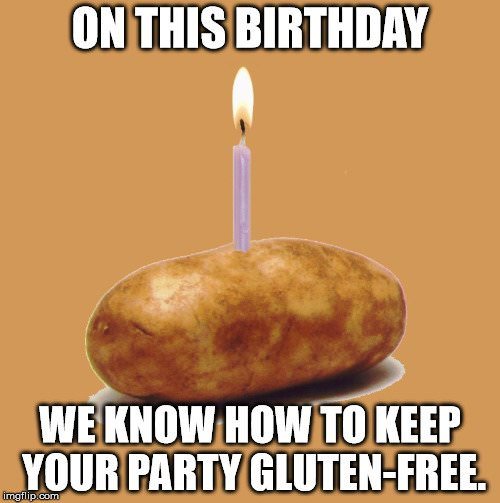 ON THIS BIRTHDAY
WE KNOW HOW TO KEEP
YOUR PARTY GLUTEN-FREE.
imgflip.com